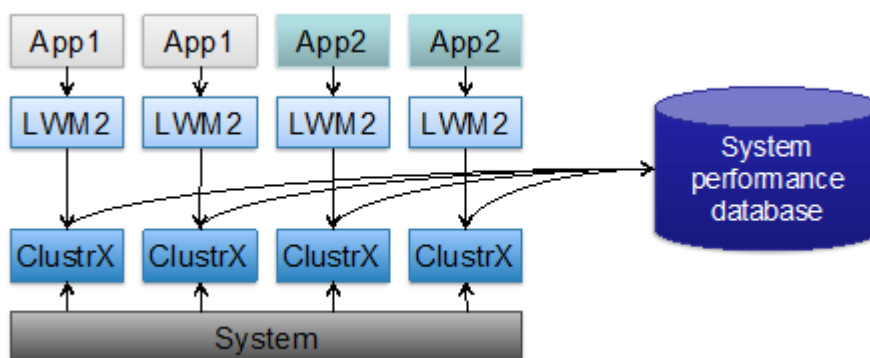 App1 App1 App2 App2
LWM2 LWM2 LWM2 LWM2
System
performance
database
ClustrX ClustrX ClustrX ClustrX
System